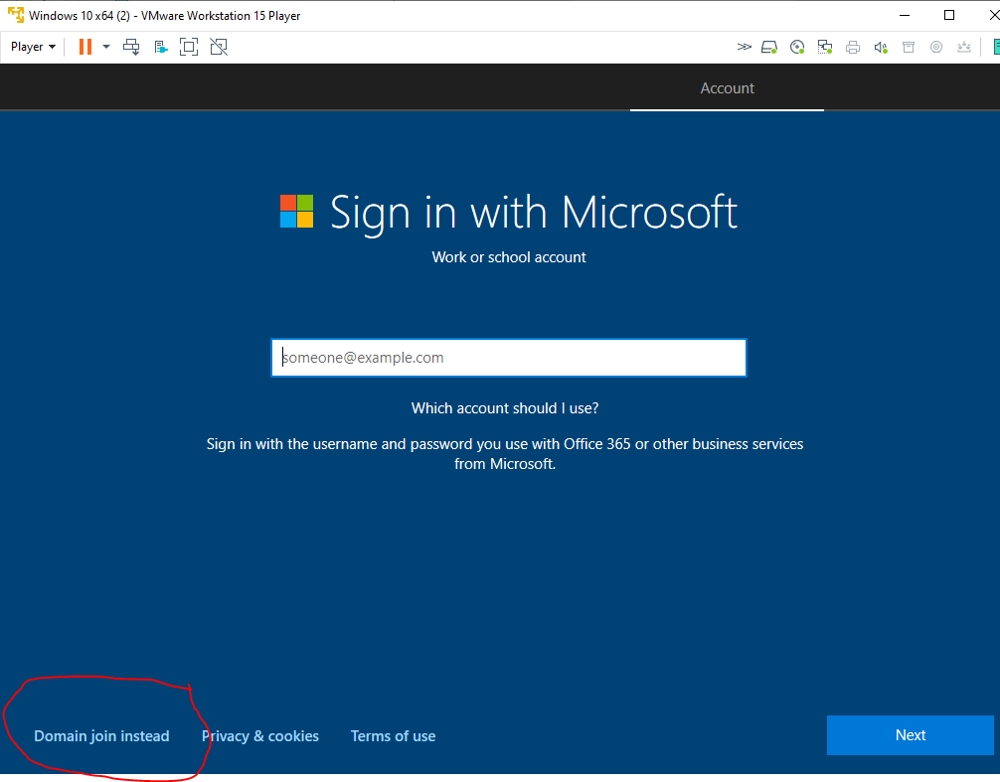 Windows 10 x64 (2) - VMware Workstation 15 Player
Player
Account
Sign in with Microsoft
Work or school account
someone@example.com
Which account should I use?
Sign in with the username and password you use with Office 365 or other business services
from Microsoft.
Domain join instead Privacy & cookies Terms of use Next